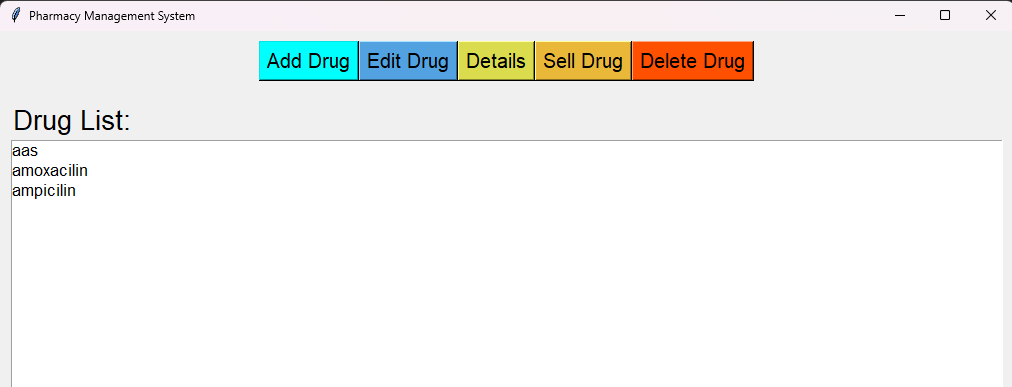 Pharmacy Management System
Add Drug Edit Drug Details Sell Drug Delete Drug
Drug List:
aas
amoxacilin
ampicilin